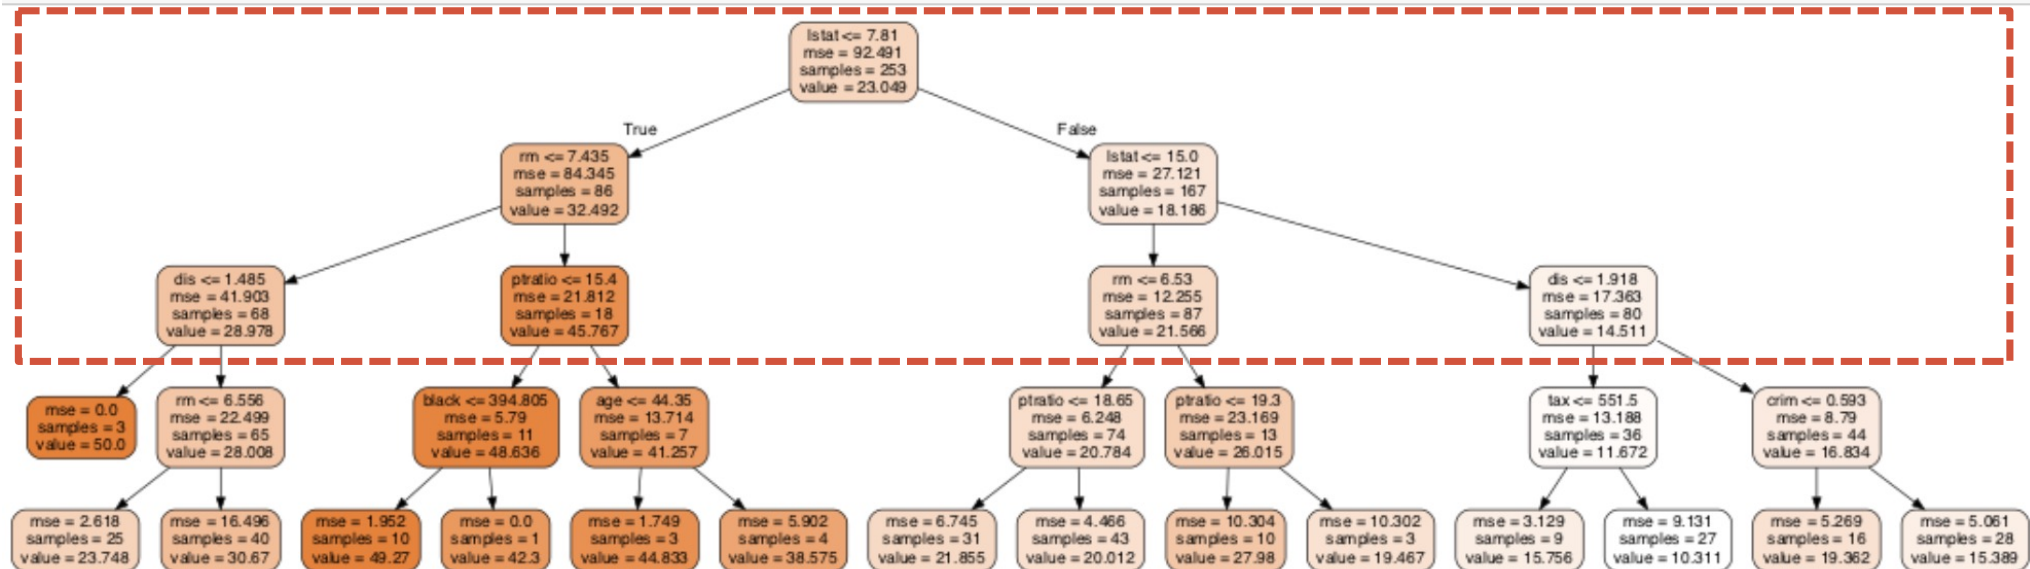 lstat <= 7.81
mse = 92.491
samples = 253
value = 23.049
True
False
rm <= 7.435
mse = 84.345
samples = 86
value = 32.492
lstat <= 15.0
mse = 27.121
samples = 167
value = 18.186
dis <= 1.485
mse = 41.903
samples = 68
value = 28.978
ptratio <= 15.4
mse = 21.812
samples = 18
value = 45.767
rm <= 6.53
mse = 12.255
samples = 87
value = 21.566
dis <= 1.918
mse = 17.363
samples = 80
value = 14.511
mse = 0.0
samples = 3
value = 50.0
rm <= 6.556
mse = 22.499
samples = 65
value = 28.008
black <= 394.805
mse = 5.79
samples = 11
value = 48.636
age <= 44.35
mse = 13.714
samples = 7
value = 41.257
ptratio <= 18.65
mse = 6.248
samples = 74
value = 20.784
ptratio <= 19.3
mse = 23.169
samples = 13
value = 26.015
tax <= 551.5
mse = 13.188
samples = 36
value = 11.672
crim <= 0.593
mse = 8.79
samples = 44
value = 16.834
mse = 2.618
samples = 25
value = 23.748
mse = 16.496
samples = 40
value = 30.67
mse = 1.952
samples = 10
value = 49.27
mse = 0.0
samples = 1
value = 42.3
mse = 1.749
samples = 3
value = 44.833
mse = 5.902
samples = 4
value = 38.575
mse = 6.745
samples = 31
value = 21.855
mse = 4.466
samples = 43
value = 20.012
mse = 10.304
samples = 10
value = 27.98
mse = 10.302
samples = 3
value = 19.467
mse = 3.129
samples = 9
value = 15.756
mse = 9.131
samples = 27
value = 10.311
mse = 5.269
samples = 16
value = 19.362
mse = 5.061
samples = 28
value = 15.389